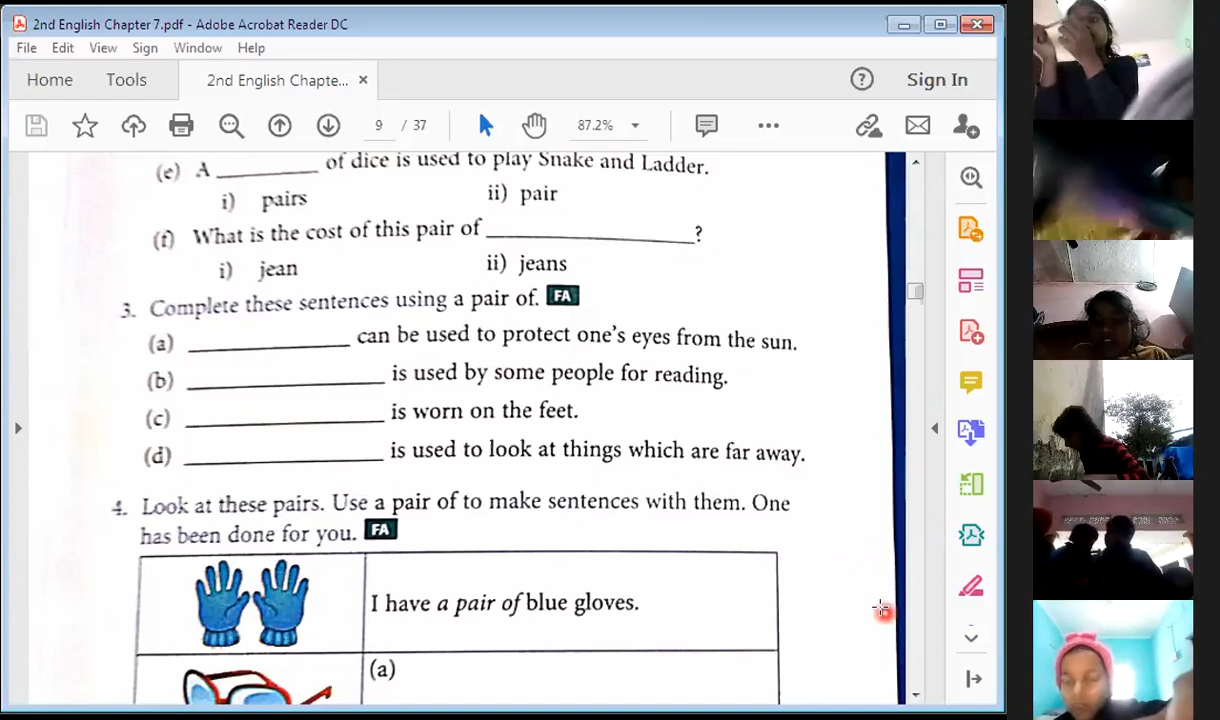 2nd English Chapter 7.pdf - Adobe Acrobat Reader DC
File Edit View Sign Window Help
Home Tools 2nd English Chapte... × Sign In
9 / 37 87.2%
(e) A ________ of dice is used to play Snake and Ladder.
i) pairs ii) pair
(f) What is the cost of this pair of ________________?
i) jean ii) jeans
3. Complete these sentences using a pair of. FA
(a) ______________ can be used to protect one's eyes from the sun.
(b) ________________ is used by some people for reading.
(c) ________________ is worn on the feet.
(d) ________________ is used to look at things which are far away.
4. Look at these pairs. Use a pair of to make sentences with them. One
has been done for you. FA
I have a pair of blue gloves.
(a)